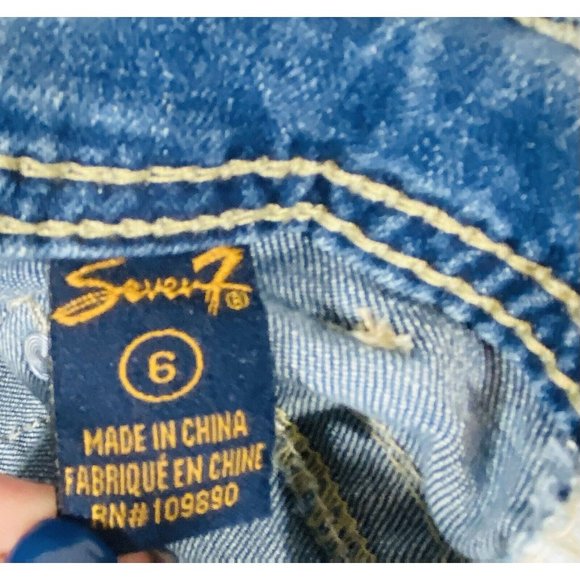 Seven7®
6
MADE IN CHINA
FABRIQUÉ EN CHINE
RN#109890